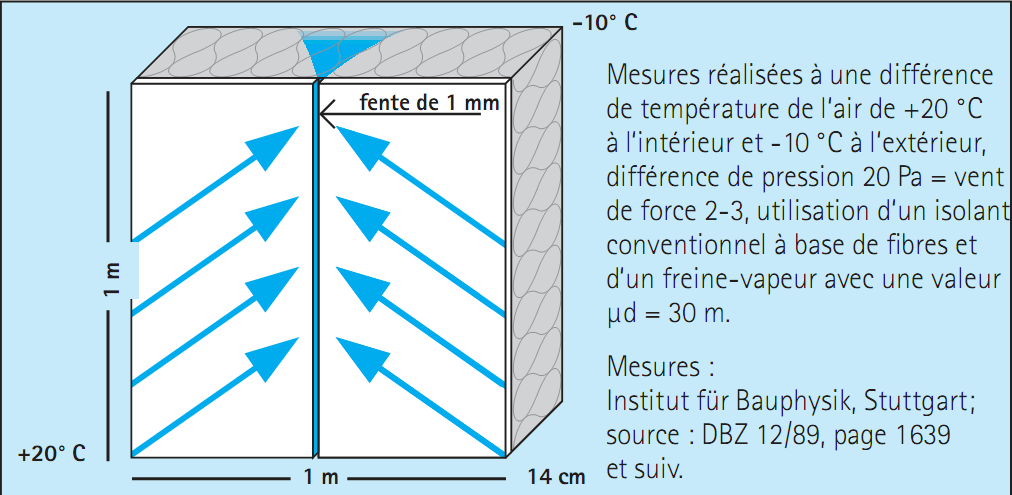 -10° C
fente de 1 mm
1 m
+20° C
1 m
14 cm
Mesures réalisées à une différence
de température de l'air de +20 °C
à l'intérieur et -10 °C à l'extérieur,
différence de pression 20 Pa = vent
de force 2-3, utilisation d'un isolant
conventionnel à base de fibres et
d'un freine-vapeur avec une valeur
µd = 30 m.
Mesures :
Institut für Bauphysik, Stuttgart;
source : DBZ 12/89, page 1639
et suiv.